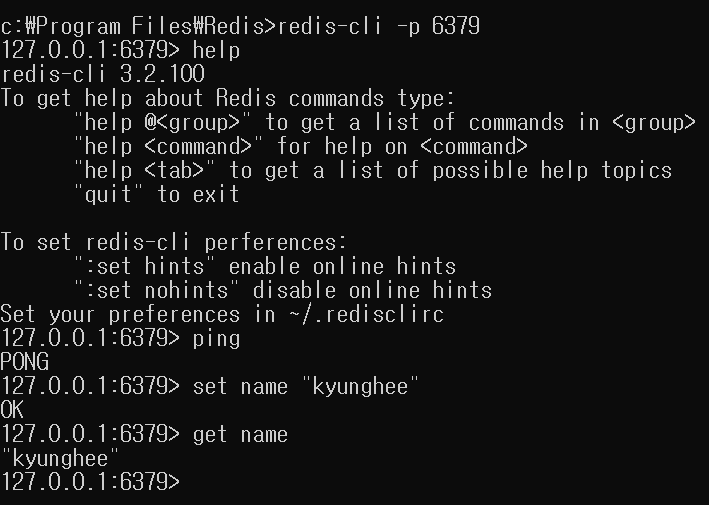 c:₩Program Files₩Redis>redis-cli -p 6379
127.0.0.1:6379> help
redis-cli 3.2.100
To get help about Redis commands type:
      "help @<group>" to get a list of commands in <group>
      "help <command>" for help on <command>
      "help <tab>" to get a list of possible help topics
      "quit" to exit

To set redis-cli perferences:
      ":set hints" enable online hints
      ":set nohints" disable online hints
Set your preferences in ~/.redisclirc
127.0.0.1:6379> ping
PONG
127.0.0.1:6379> set name "kyunghee"
OK
127.0.0.1:6379> get name
"kyunghee"
127.0.0.1:6379>